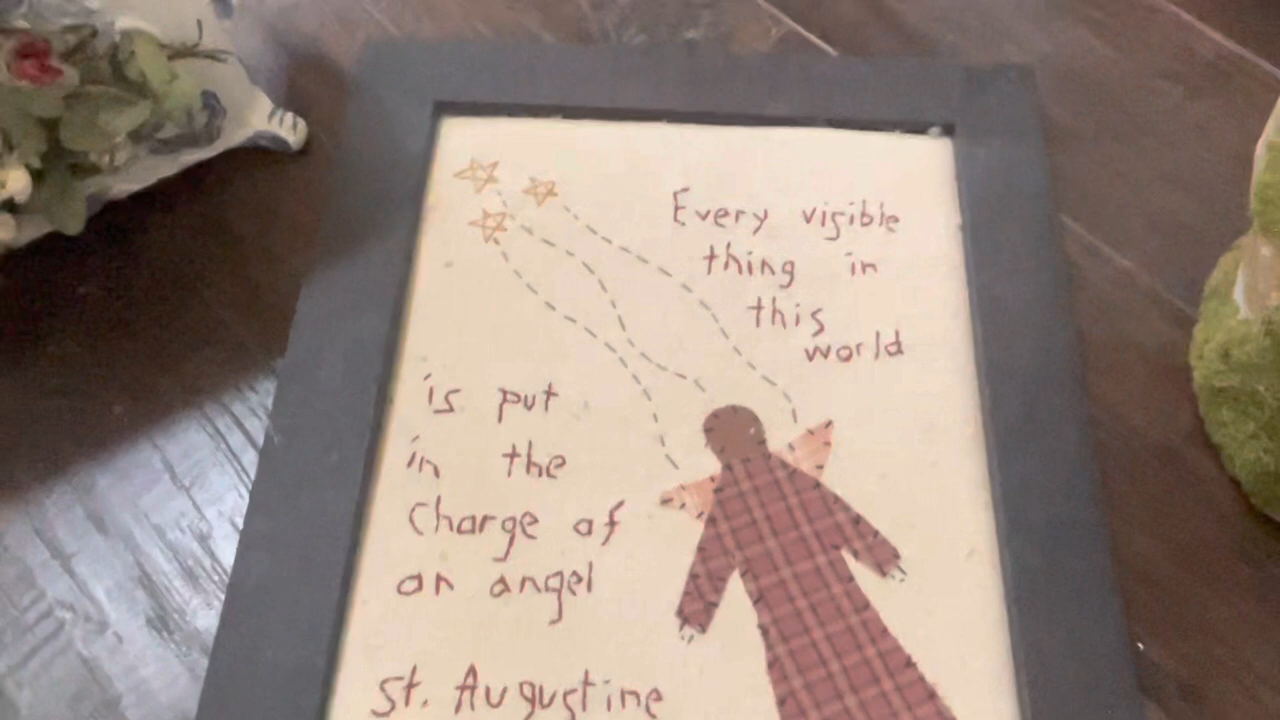 Every visible
thing in
this
world
is put
in the
Charge of
an angel
St. Augustine